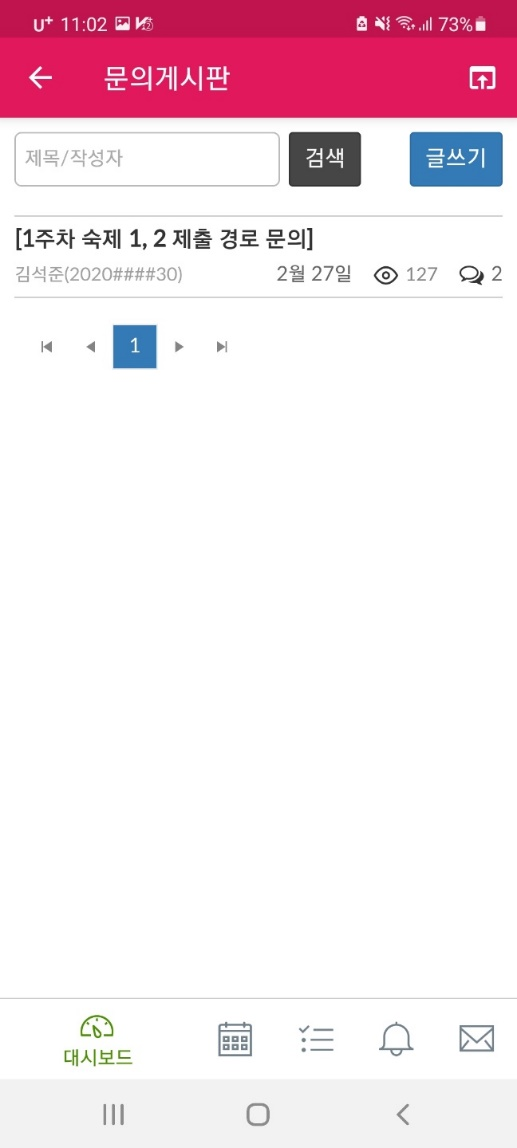 U+ 11:02 73%
문의게시판
제목/작성자 검색 글쓰기
[1주차 숙제 1, 2 제출 경로 문의]
김석준(2020####30) 2월 27일 127 2
1
대시보드